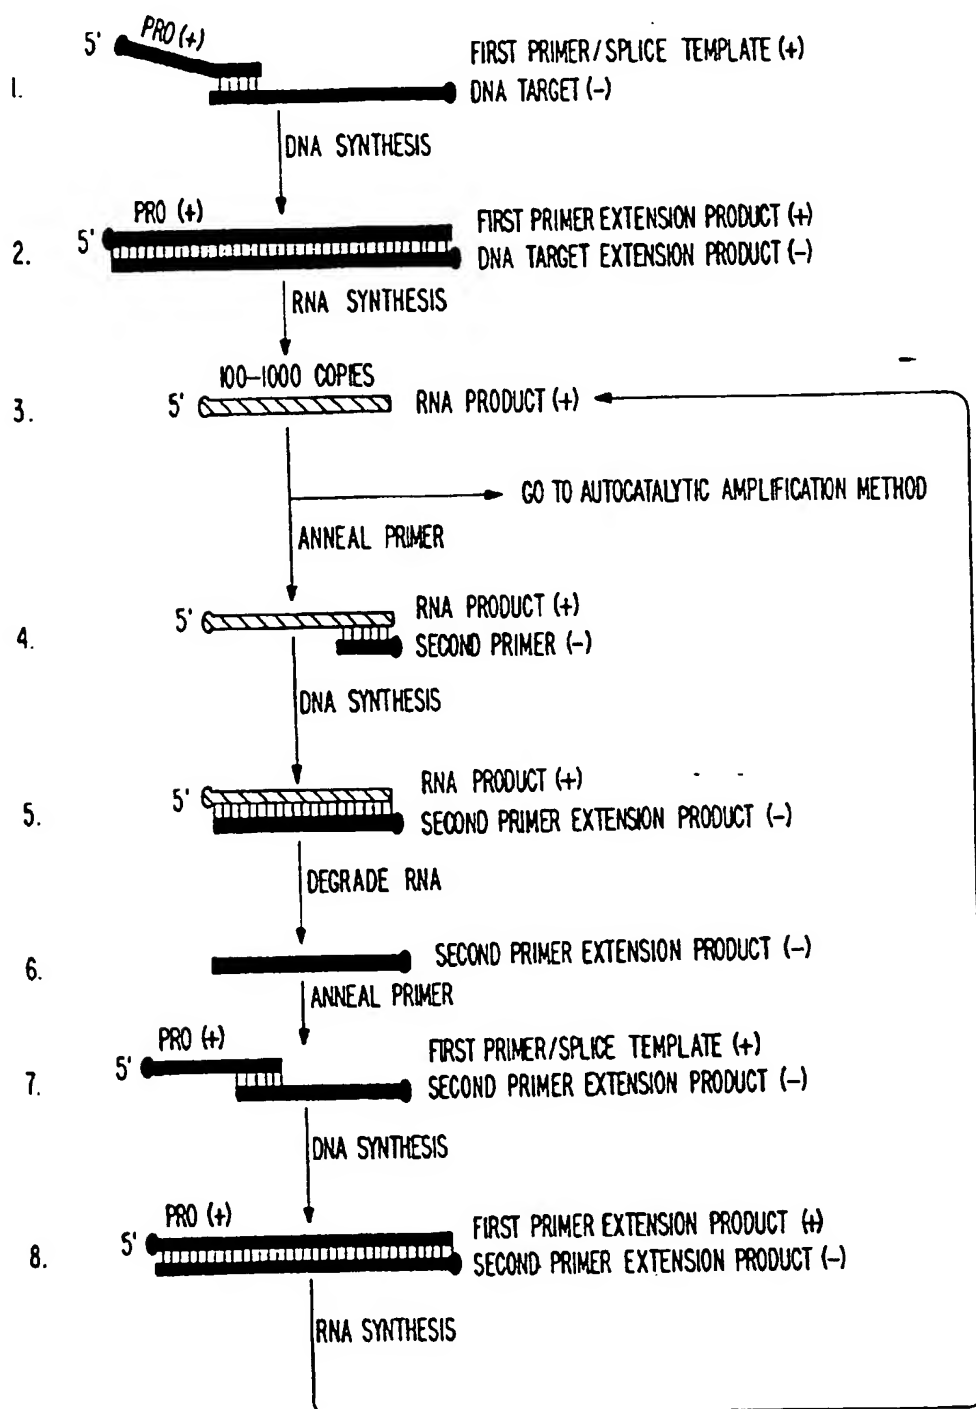 5' PRO (+)
FIRST PRIMER/SPLICE TEMPLATE (+)
1.
DNA TARGET (-)
DNA SYNTHESIS
PRO (+)
5'
FIRST PRIMER EXTENSION PRODUCT (+)
2.
DNA TARGET EXTENSION PRODUCT (-)
RNA SYNTHESIS
100-1000 COPIES
3.
5'
RNA PRODUCT (+)
GO TO AUTOCATALYTIC AMPLIFICATION METHOD
ANNEAL PRIMER
5'
RNA PRODUCT (+)
4.
SECOND PRIMER (-)
DNA SYNTHESIS
5'
RNA PRODUCT (+)
5.
SECOND PRIMER EXTENSION PRODUCT (-)
DEGRADE RNA
6.
SECOND PRIMER EXTENSION PRODUCT (-)
ANNEAL PRIMER
PRO (+)
5'
FIRST PRIMER/SPLICE TEMPLATE (+)
7.
SECOND PRIMER EXTENSION PRODUCT (-)
DNA SYNTHESIS
PRO (+)
5'
FIRST PRIMER EXTENSION PRODUCT (+)
8.
SECOND PRIMER EXTENSION PRODUCT (-)
RNA SYNTHESIS